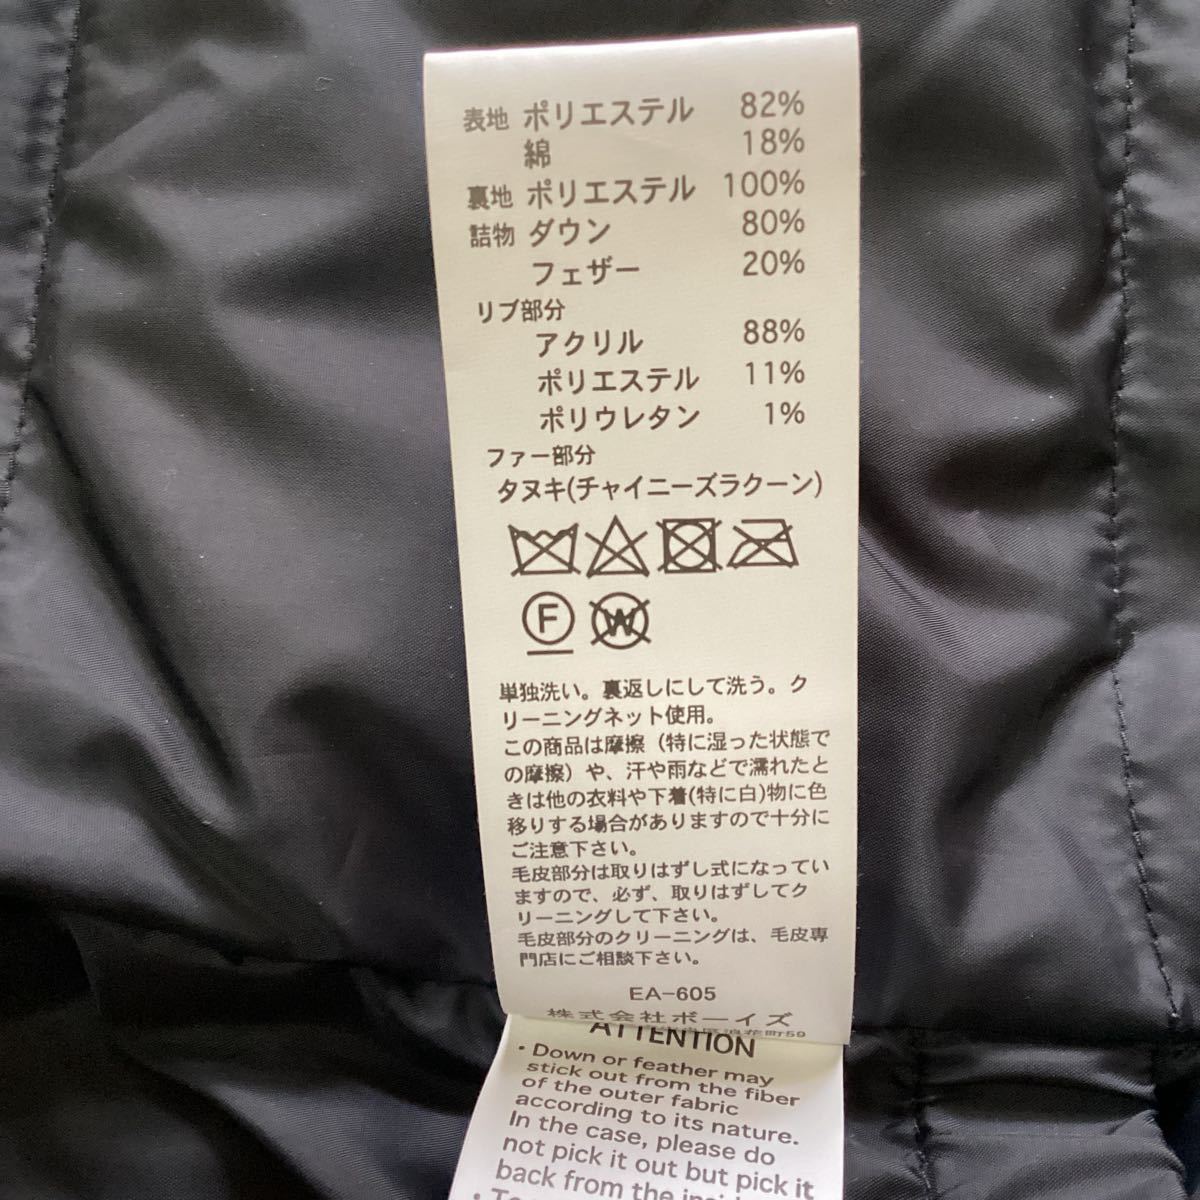 表地 ポリエステル 82%
綿 18%
裏地 ポリエステル 100%
詰物 ダウン 80%
フェザー 20%
リブ部分
アクリル 88%
ポリエステル 11%
ポリウレタン 1%
ファー部分
タヌキ(チャイニーズラクーン)
F W
単独洗い。裏返しにして洗う。ク
リーニングネット使用。
この商品は摩擦（特に湿った状態で
の摩擦）や、汗や雨などで濡れたと
きは他の衣料や下着(特に白)物に色
移りする場合がありますので十分に
ご注意下さい。
毛皮部分は取りはずし式になってい
ますので、必ず、取りはずしてク
リーニングして下さい。
毛皮部分のクリーニングは、毛皮専
門店にご相談下さい。
EA-605
株式会社ボーイズ
浪花町59
ATTENTION
・Down or feather may
stick out from the fiber
of the outer fabric
according to its nature.
In the case, please do
not pick it out but pick it
back from the